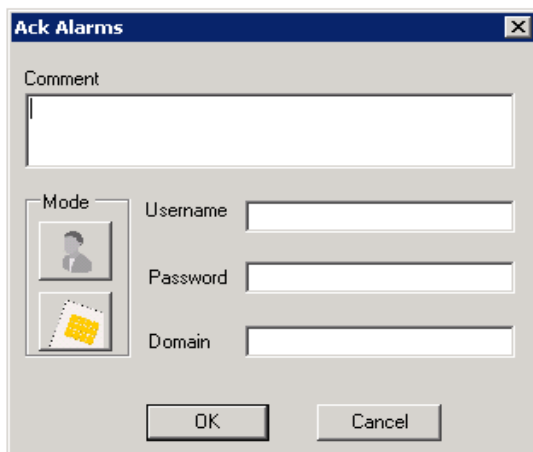 Ack Alarms
Comment
Mode
Username
Password
Domain
OK
Cancel